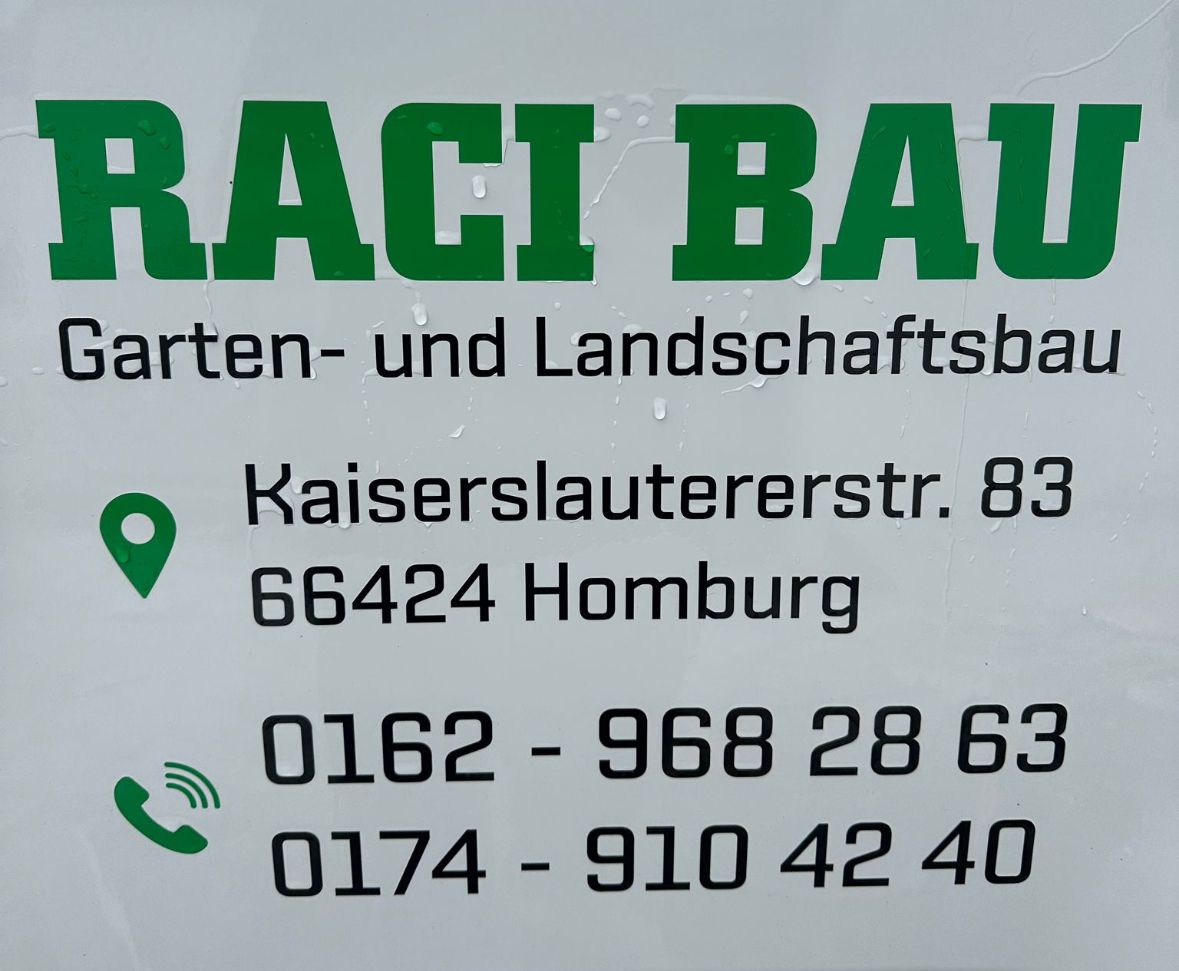 RACI BAU
Garten- und Landschaftsbau
Kaiserslautererstr. 83
66424 Homburg
0162 - 968 28 63
0174 - 910 42 40